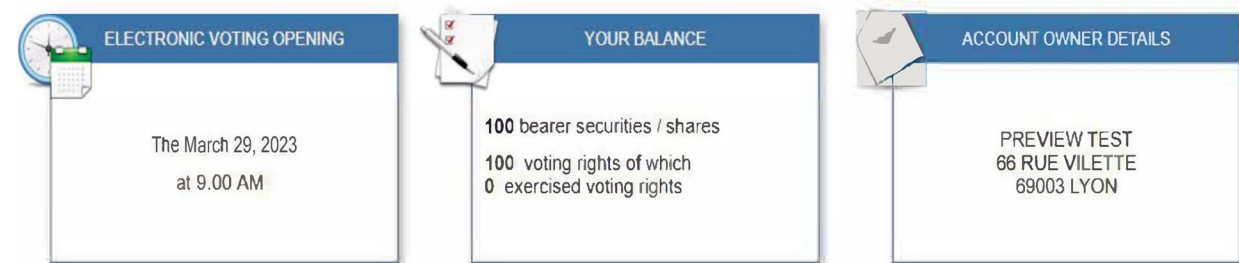 ELECTRONIC VOTING OPENING
The March 29, 2023
at 9.00 AM
YOUR BALANCE
100 bearer securities / shares
100 voting rights of which
0 exercised voting rights
ACCOUNT OWNER DETAILS
PREVIEW TEST
66 RUE VILETTE
69003 LYON